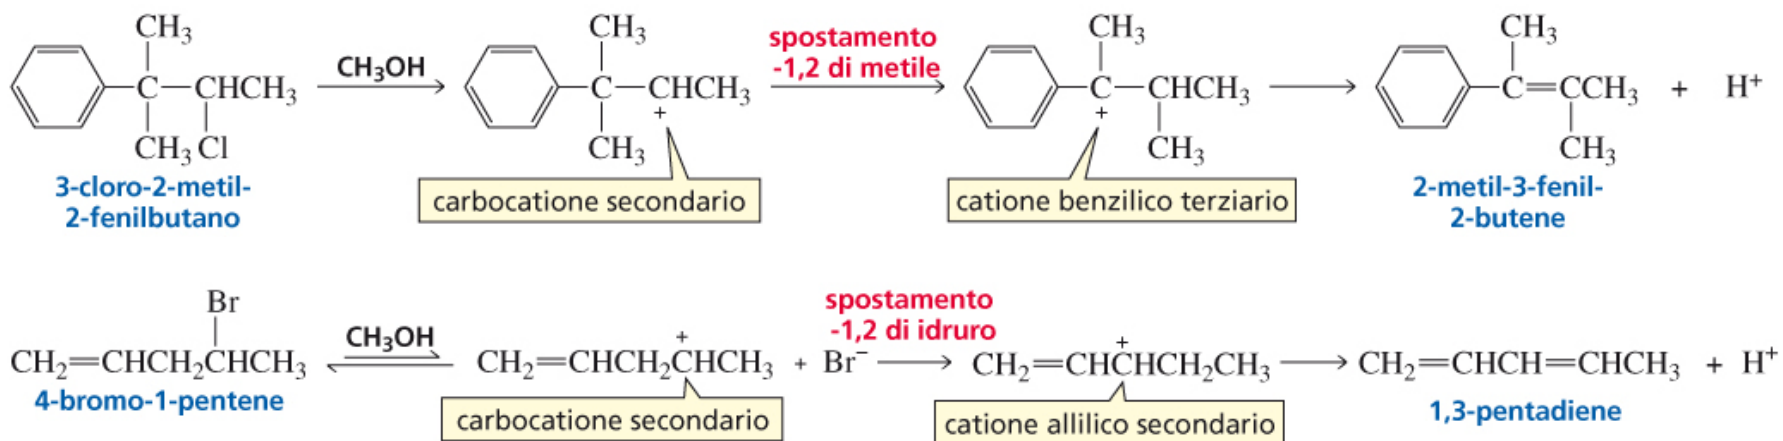 CH₃ CH₃ spostamento CH₃ CH₃
CH₃OH -1,2 di metile
C—CHCH₃ C—CHCH₃ C—CHCH₃ C=CCH₃ + H⁺
+ +
CH₃ Cl CH₃ CH₃ CH₃
3-cloro-2-metil-
2-fenilbutano
carbocatione secondario
catione benzilico terziario
2-metil-3-fenil-
2-butene
Br spostamento
CH₃OH -1,2 di idruro
+ +
CH₂=CHCH₂CHCH₃ CH₂=CHCH₂CHCH₃ + Br⁻ CH₂=CHCHCH₂CH₃ CH₂=CHCH=CHCH₃ + H⁺
4-bromo-1-pentene
carbocatione secondario
catione allilico secondario
1,3-pentadiene